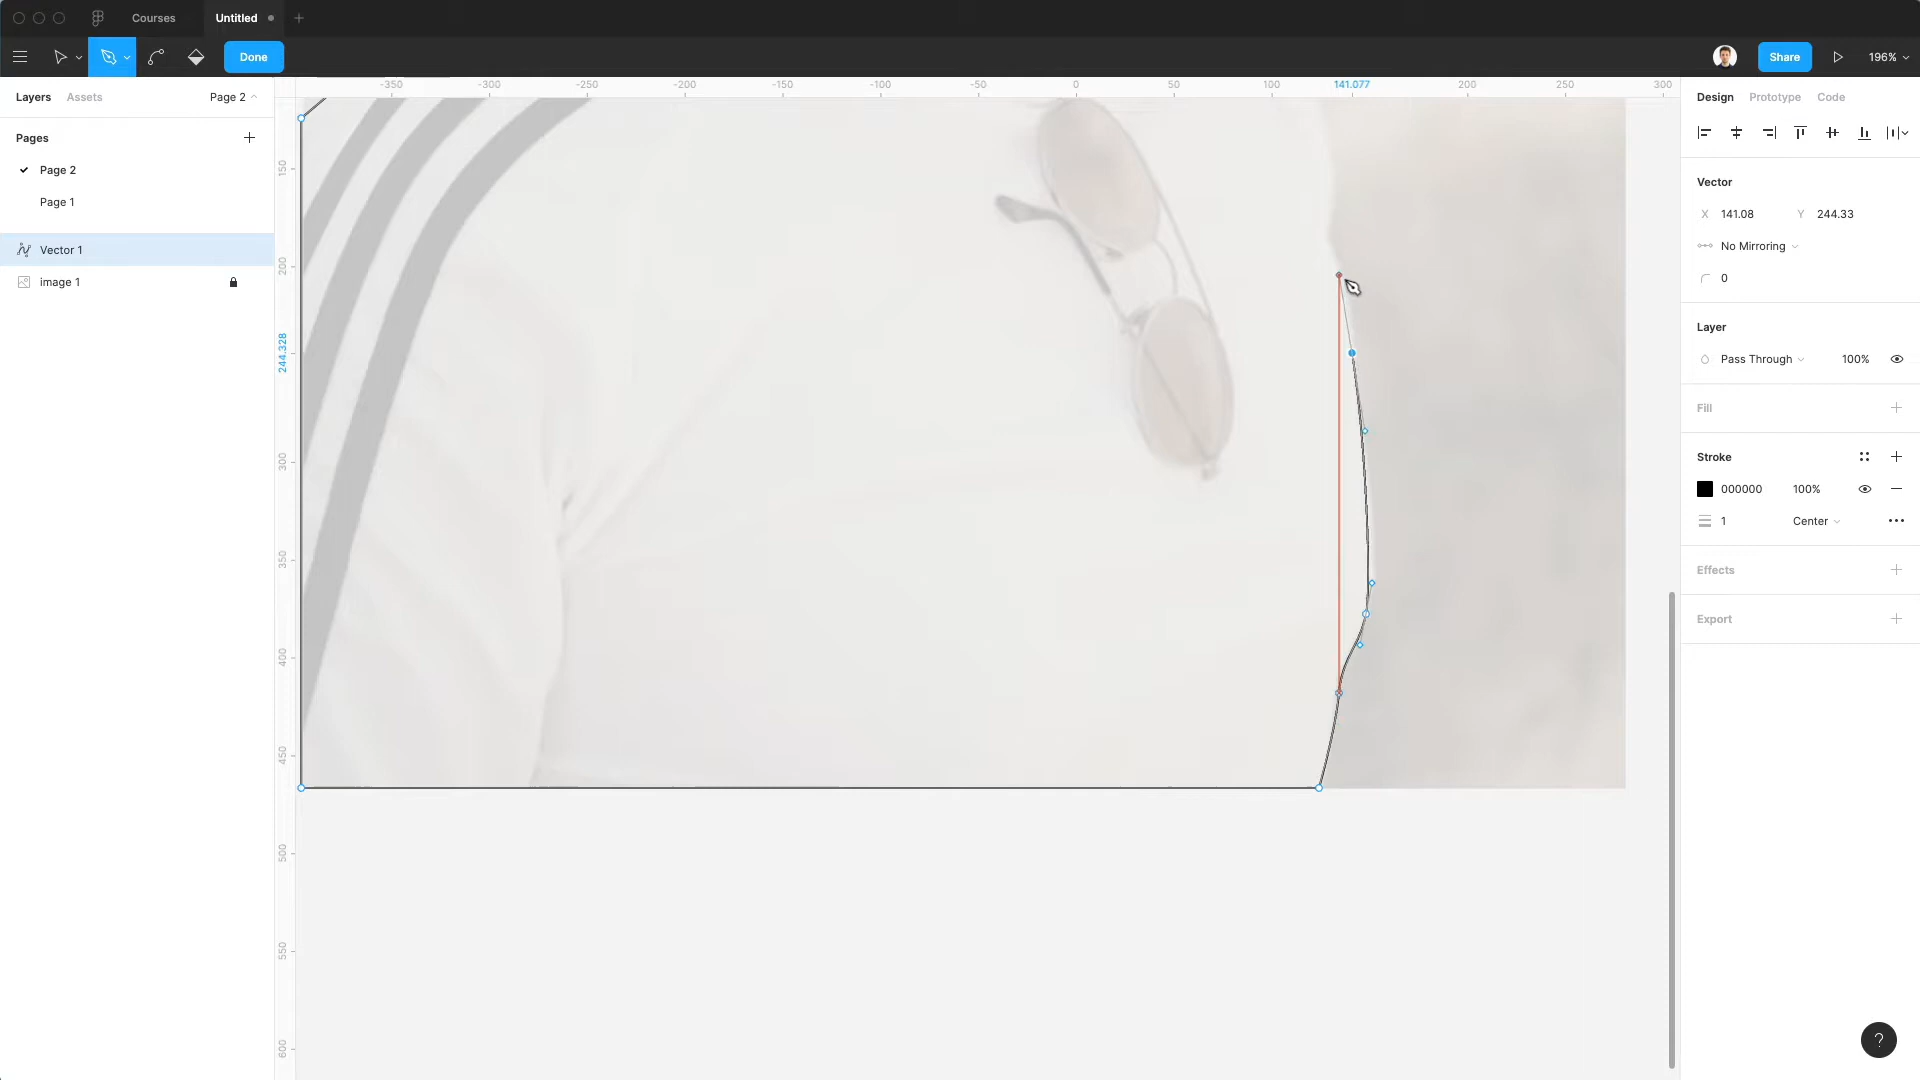 Courses
Untitled
Done
Share
196%
Layers
Assets
Page 2
Pages
Page 2
Page 1
Vector 1
image 1
-350
-300
-250
-200
-150
-100
-50
0
50
100
141.077
200
250
300
150
200
244.328
300
350
400
450
500
550
600
Design
Prototype
Code
Vector
X 141.08 Y 244.33
No Mirroring
0
Layer
Pass Through 100%
Fill
Stroke
000000 100%
1 Center
Effects
Export
?